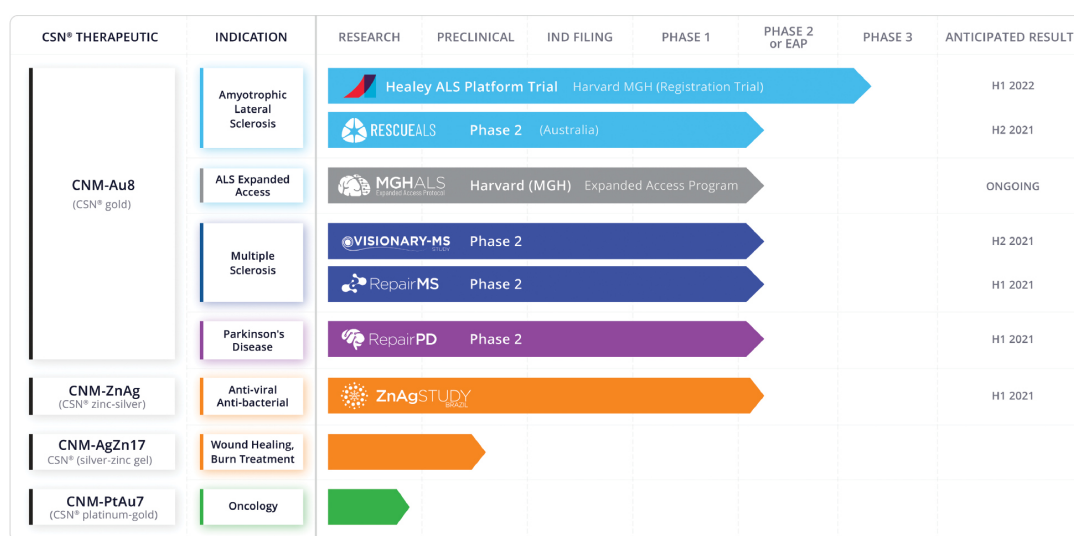 CSN® THERAPEUTIC
INDICATION
RESEARCH
PRECLINICAL
IND FILING
PHASE 1
PHASE 2
or EAP
PHASE 3
ANTICIPATED RESULT
CNM-Au8
(CSN® gold)
Amyotrophic
Lateral
Sclerosis
Healey ALS Platform Trial Harvard MGH (Registration Trial)
H1 2022
RESCUEALS Phase 2 (Australia)
H2 2021
ALS Expanded
Access
MGHALS Harvard (MGH) Expanded Access Program
Expanded Access Protocol
ONGOING
Multiple
Sclerosis
VISIONARY-MS Phase 2
STUDY
H2 2021
RepairMS Phase 2
H1 2021
Parkinson's
Disease
RepairPD Phase 2
H1 2021
CNM-ZnAg
(CSN® zinc-silver)
Anti-viral
Anti-bacterial
ZnAgSTUDY
BRAZIL
H1 2021
CNM-AgZn17
CSN® (silver-zinc gel)
Wound Healing,
Burn Treatment
CNM-PtAu7
(CSN® platinum-gold)
Oncology